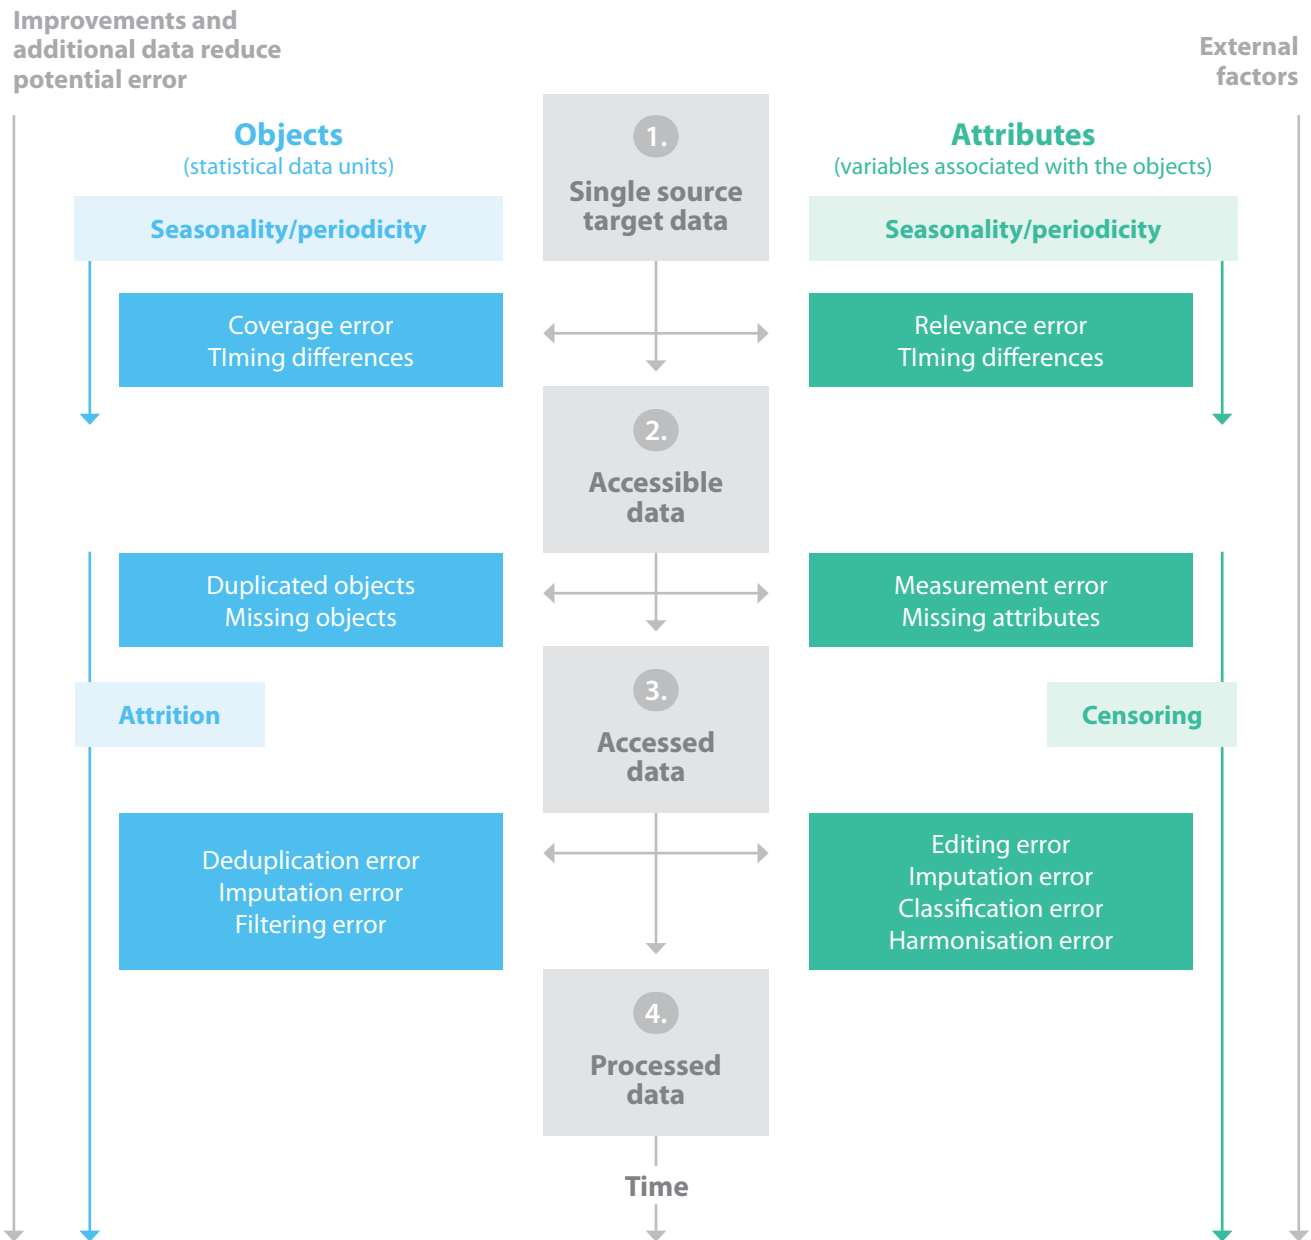 Improvements and
additional data reduce
potential error
External
factors
Objects
(statistical data units)
1.
Single source
target data
Attributes
(variables associated with the objects)
Seasonality/periodicity
Seasonality/periodicity
Coverage error
TIming differences
Relevance error
TIming differences
2.
Accessible
data
Duplicated objects
Missing objects
Measurement error
Missing attributes
Attrition
3.
Accessed
data
Censoring
Deduplication error
Imputation error
Filtering error
Editing error
Imputation error
Classification error
Harmonisation error
4.
Processed
data
Time